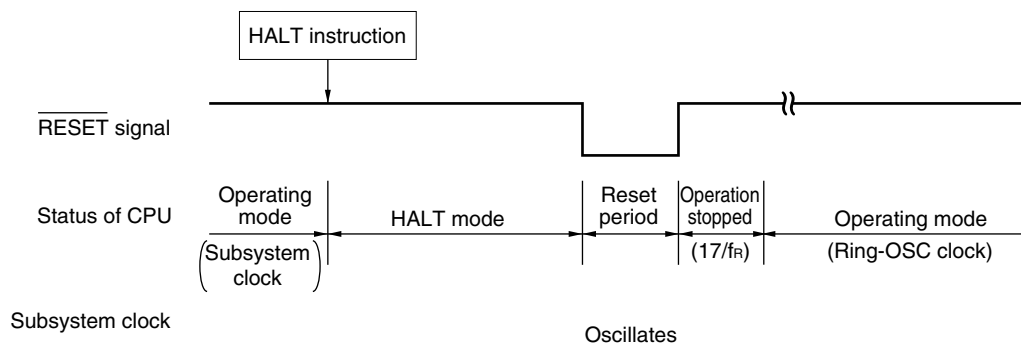 HALT instruction
RESET signal
Status of CPU
Operating mode
(Subsystem clock)
HALT mode
Reset period
Operation stopped
(17/fR)
Operating mode
(Ring-OSC clock)
Subsystem clock
Oscillates